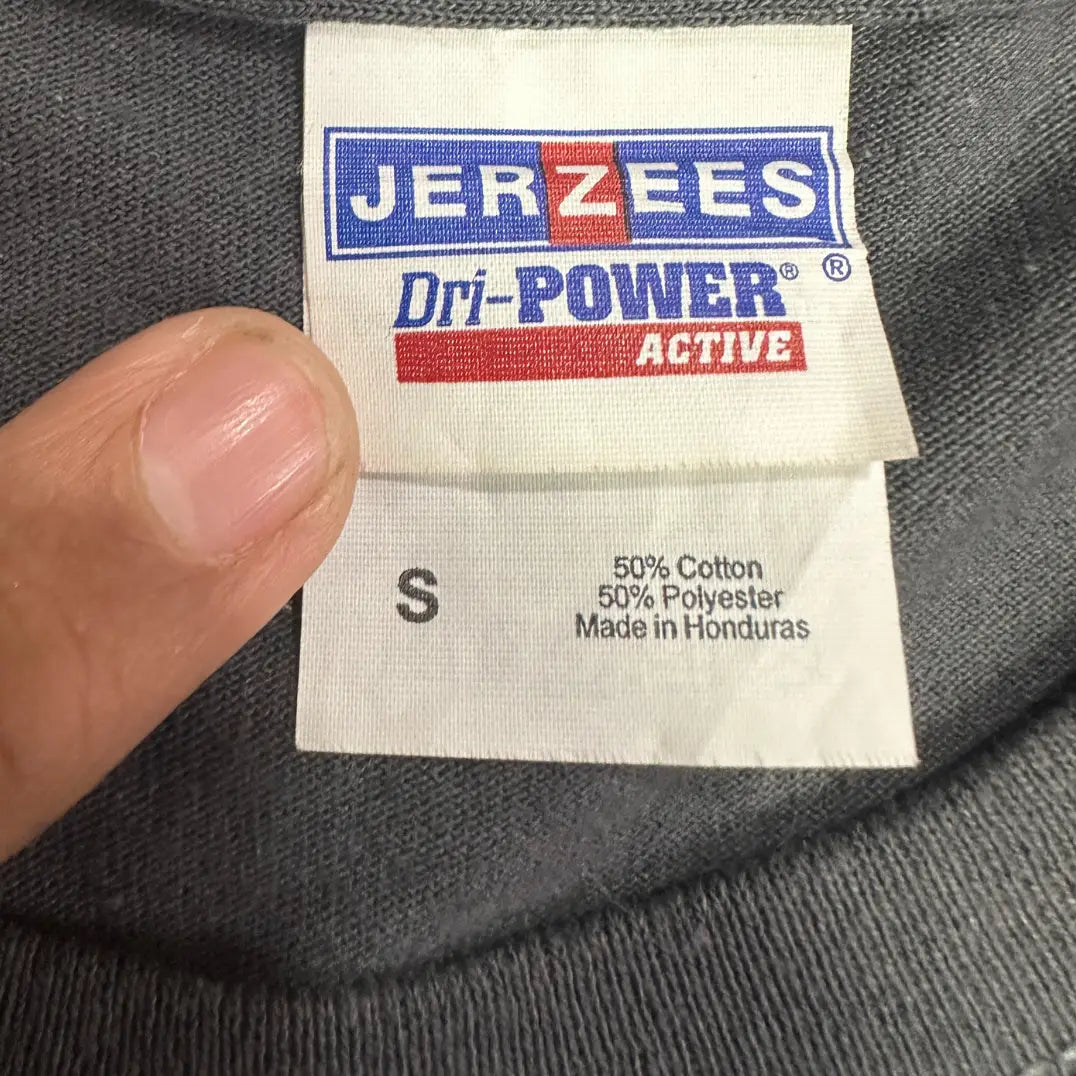 JERZEES
®
Dri-POWER®
ACTIVE
S
50% Cotton
50% Polyester
Made in Honduras